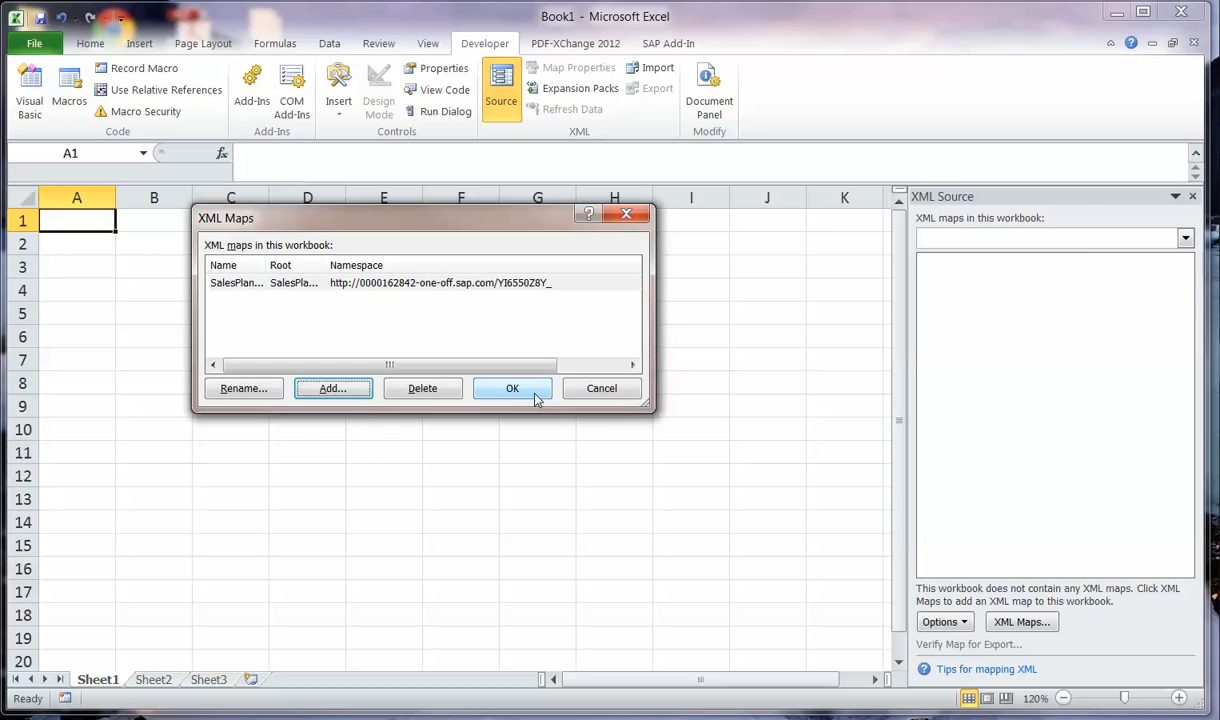 Book1 - Microsoft Excel
File Home Insert Page Layout Formulas Data Review View Developer PDF-XChange 2012 SAP Add-In
Visual Basic
Macros
Record Macro
Use Relative References
Macro Security
Code
Add-Ins
COM Add-Ins
Add-Ins
Insert
Design Mode
Properties
View Code
Run Dialog
Controls
Source
Map Properties
Expansion Packs
Refresh Data
Import
Export
XML
Document Panel
Modify
A1
fx
A B C D E F G H I J K
1
2
3
4
5
6
7
8
9
10
11
12
13
14
15
16
17
18
19
20
XML Maps
XML maps in this workbook:
Name Root Namespace
SalesPlan... SalesPla... http://0000162842-one-off.sap.com/YI6550Z8Y_
Rename... Add... Delete OK Cancel
XML Source
XML maps in this workbook:
This workbook does not contain any XML maps. Click XML
Maps to add an XML map to this workbook.
Options XML Maps...
Verify Map for Export...
Tips for mapping XML
Sheet1 Sheet2 Sheet3
Ready 120%